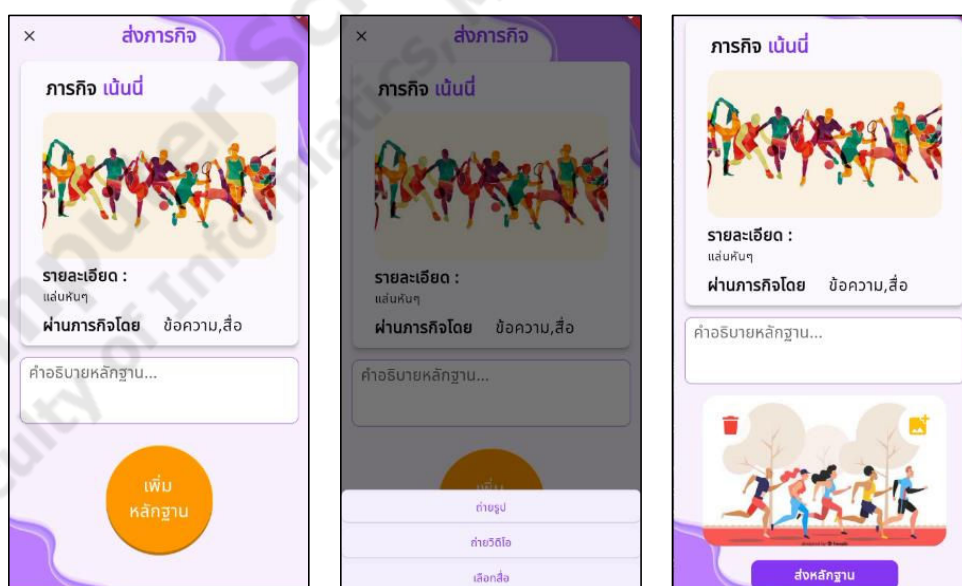 ส่งภารกิจ
ภารกิจ เน้นนี่
รายละเอียด :
แล่นหันๆ
ผ่านภารกิจโดย ข้อความ,สื่อ
คำอธิบายหลักฐาน...
เพิ่ม
หลักฐาน
ส่งภารกิจ
ภารกิจ เน้นนี่
รายละเอียด :
แล่นหันๆ
ผ่านภารกิจโดย ข้อความ,สื่อ
คำอธิบายหลักฐาน...
เพิ่ม
ถ่ายรูป
ถ่ายวิดิโอ
เลือกสื่อ
ภารกิจ เน้นนี่
รายละเอียด :
แล่นหันๆ
ผ่านภารกิจโดย ข้อความ,สื่อ
คำอธิบายหลักฐาน...
ส่งหลักฐาน